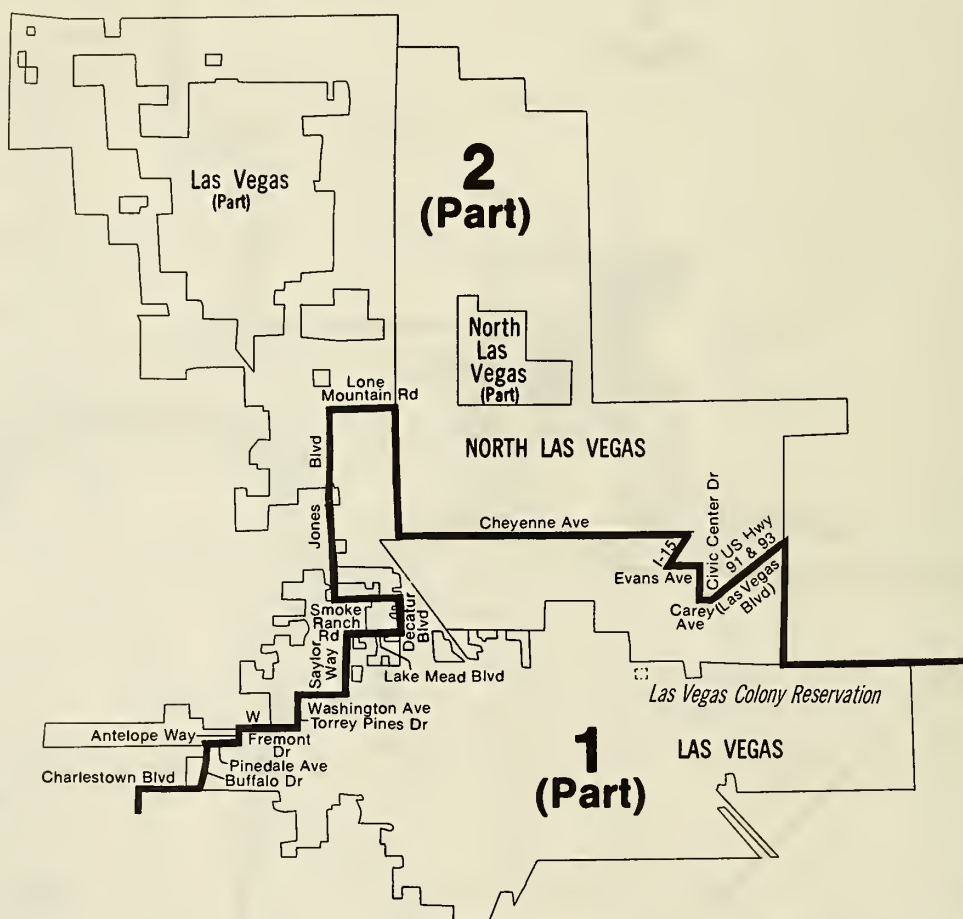 Las Vegas
(Part)
2
(Part)
North
Las
Vegas
(Part)
Lone
Mountain Rd
NORTH LAS VEGAS
Jones Blvd
Cheyenne Ave
I-15
Civic Center Dr
US Hwy
91 & 93
(Las Vegas
Blvd)
Evans Ave
Carey
Ave
Smoke
Ranch
Rd
Decatur
Blvd
Saylor
Way
Lake Mead Blvd
Las Vegas Colony Reservation
Washington Ave
Torrey Pines Dr
W
Fremont
Dr
Antelope Way
Pinedale Ave
Buffalo Dr
Charlestown Blvd
1
(Part)
LAS VEGAS